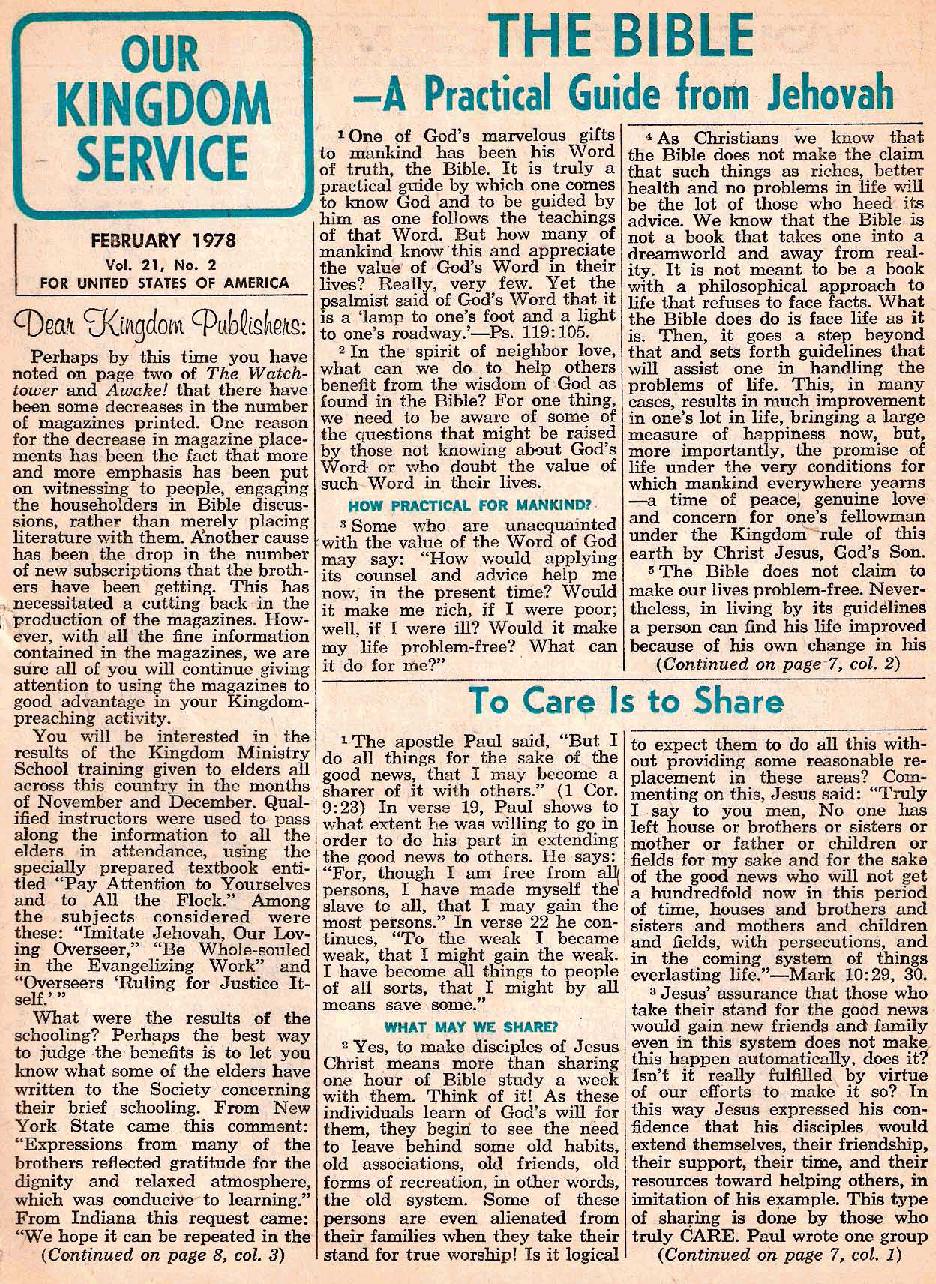 OUR
KINGDOM
SERVICE
FEBRUARY 1978
Vol. 21, No. 2
FOR UNITED STATES OF AMERICA
Dear Kingdom Publishers:
Perhaps by this time you have
noted on page two of The Watch-
tower and Awake! that there have
been some decreases in the number
of magazines printed. One reason
for the decrease in magazine place-
ments has been the fact that more
and more emphasis has been put
on witnessing to people, engaging
the householders in Bible discus-
sions, rather than merely placing
literature with them. Another cause
has been the drop in the number
of new subscriptions that the broth-
ers have been getting. This has
necessitated a cutting back in the
production of the magazines. How-
ever, with all the fine information
contained in the magazines, we are
sure all of you will continue giving
attention to using the magazines to
good advantage in your Kingdom-
preaching activity.
You will be interested in the
results of the Kingdom Ministry
School training given to elders all
across this country in the months
of November and December. Qual-
ified instructors were used to pass
along the information to all the
elders in attendance, using the
specially prepared textbook enti-
tled "Pay Attention to Yourselves
and to All the Flock." Among
the subjects considered were
these: "Imitate Jehovah, Our Lov-
ing Overseer," "Be Whole-souled
in the Evangelizing Work" and
"Overseers 'Ruling for Justice It-
self.'"
What were the results of the
schooling? Perhaps the best way
to judge the benefits is to let you
know what some of the elders have
written to the Society concerning
their brief schooling. From New
York State came this comment:
"Expressions from many of the
brothers reflected gratitude for the
dignity and relaxed atmosphere,
which was conducive to learning."
From Indiana this request came:
"We hope it can be repeated in the
(Continued on page 8, col. 3)
THE BIBLE
—A Practical Guide from Jehovah
1 One of God's marvelous gifts
to mankind has been his Word
of truth, the Bible. It is truly a
practical guide by which one comes
to know God and to be guided by
him as one follows the teachings
of that Word. But how many of
mankind know this and appreciate
the value of God's Word in their
lives? Really, very few. Yet the
psalmist said of God's Word that it
is a 'lamp to one's foot and a light
to one's roadway.'—Ps. 119:105.
2 In the spirit of neighbor love,
what can we do to help others
benefit from the wisdom of God as
found in the Bible? For one thing,
we need to be aware of some of
the questions that might be raised
by those not knowing about God's
Word or who doubt the value of
such Word in their lives.
HOW PRACTICAL FOR MANKIND?
3 Some who are unacquainted
with the value of the Word of God
may say: "How would applying
its counsel and advice help me
now, in the present time? Would
it make me rich, if I were poor;
well, if I were ill? Would it make
my life problem-free? What can
it do for me?"
4 As Christians we know that
the Bible does not make the claim
that such things as riches, better
health and no problems in life will
be the lot of those who heed its
advice. We know that the Bible is
not a book that takes one into a
dreamworld and away from real-
ity. It is not meant to be a book
with a philosophical approach to
life that refuses to face facts. What
the Bible does do is face life as it
is. Then, it goes a step beyond
that and sets forth guidelines that
will assist one in handling the
problems of life. This, in many
cases, results in much improvement
in one's lot in life, bringing a large
measure of happiness now, but,
more importantly, the promise of
life under the very conditions for
which mankind everywhere yearns
—a time of peace, genuine love
and concern for one's fellowman
under the Kingdom rule of this
earth by Christ Jesus, God's Son.
5 The Bible does not claim to
make our lives problem-free. Never-
theless, in living by its guidelines
a person can find his life improved
because of his own change in his
(Continued on page 7, col. 2)
To Care Is to Share
1 The apostle Paul said, "But I
do all things for the sake of the
good news, that I may become a
sharer of it with others." (1 Cor.
9:23) In verse 19, Paul shows to
what extent he was willing to go in
order to do his part in extending
the good news to others. He says:
"For, though I am free from all
persons, I have made myself the
slave to all, that I may gain the
most persons." In verse 22 he con-
tinues, "To the weak I became
weak, that I might gain the weak.
I have become all things to people
of all sorts, that I might by all
means save some."
WHAT MAY WE SHARE?
2 Yes, to make disciples of Jesus
Christ means more than sharing
one hour of Bible study a week
with them. Think of it! As these
individuals learn of God's will for
them, they begin to see the need
to leave behind some old habits,
old associations, old friends, old
forms of recreation, in other words,
the old system. Some of these
persons are even alienated from
their families when they take their
stand for true worship! Is it logical
to expect them to do all this with-
out providing some reasonable re-
placement in these areas? Com-
menting on this, Jesus said: "Truly
I say to you men, No one has
left house or brothers or sisters or
mother or father or children or
fields for my sake and for the sake
of the good news who will not get
a hundredfold now in this period
of time, houses and brothers and
sisters and mothers and children
and fields, with persecutions, and
in the coming system of things
everlasting life."—Mark 10:29, 30.
3 Jesus' assurance that those who
take their stand for the good news
would gain new friends and family
even in this system does not make
this happen automatically, does it?
Isn't it really fulfilled by virtue
of our efforts to make it so? In
this way Jesus expressed his con-
fidence that his disciples would
extend themselves, their friendship,
their support, their time, and their
resources toward helping others, in
imitation of his example. This type
of sharing is done by those who
truly CARE. Paul wrote one group
(Continued on page 7, col. 1)